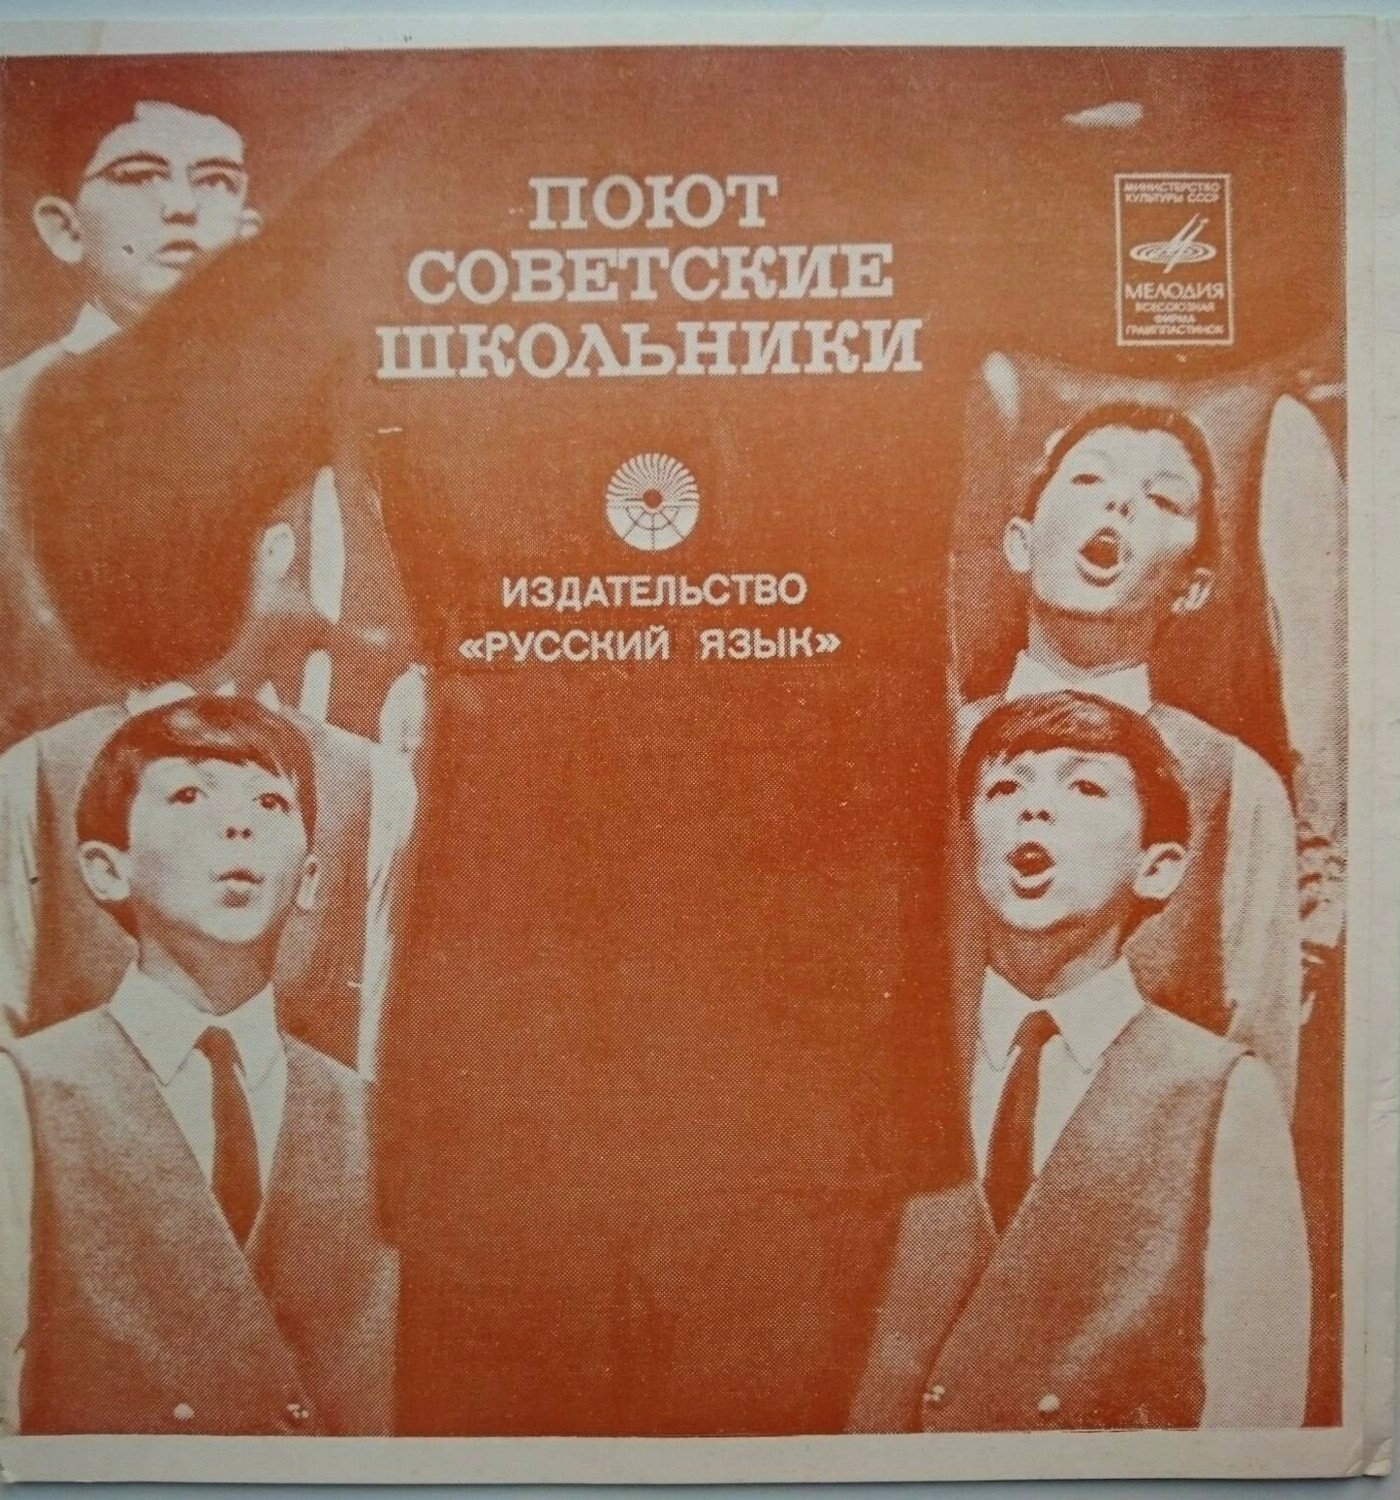 ПОЮТ
СОВЕТСКИЕ
ШКОЛЬНИКИ
МИНИСТЕРСТВО
КУЛЬТУРЫ СССР
МЕЛОДИЯ
ВСЕСОЮЗНАЯ
ФИРМА
ГРАМПЛАСТИНОК
ИЗДАТЕЛЬСТВО
«РУССКИЙ ЯЗЫК»